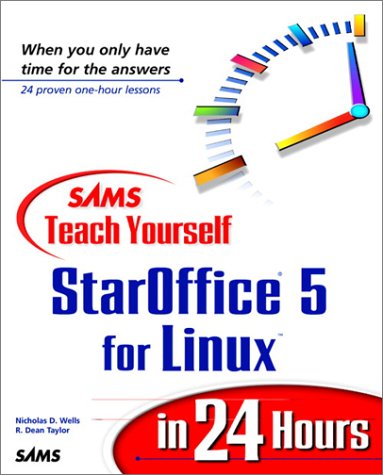 When you only have
time for the answers
24 proven one-hour lessons
SAMS
Teach Yourself
StarOffice® 5
for Linux™
Nicholas D. Wells
R. Dean Taylor
in 24 Hours
SAMS